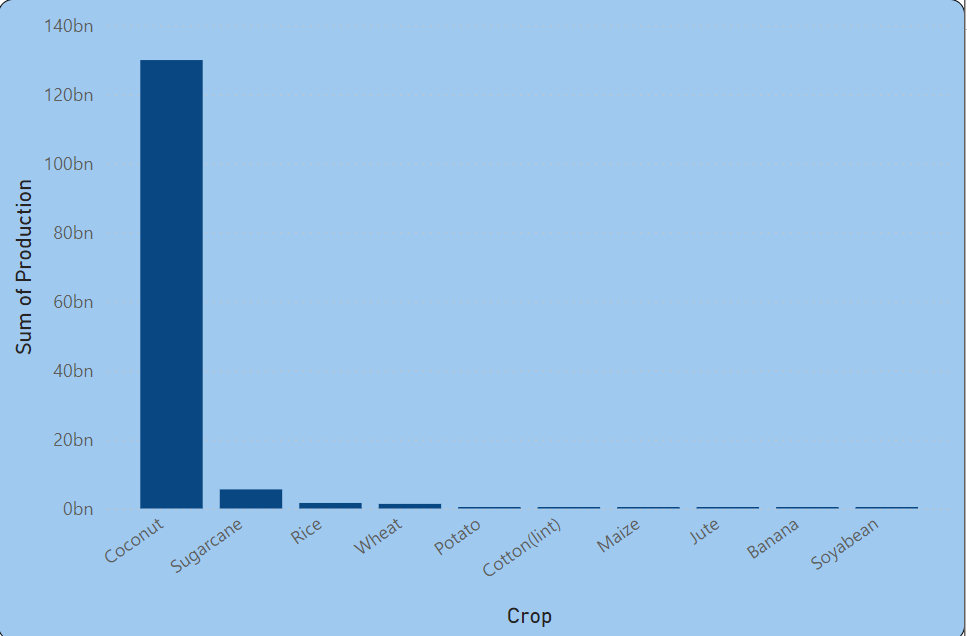 140bn
120bn
100bn
80bn
60bn
40bn
20bn
0bn
Sum of Production
Coconut
Sugarcane
Rice
Wheat
Potato
Cotton(lint)
Maize
Jute
Banana
Soyabean
Crop